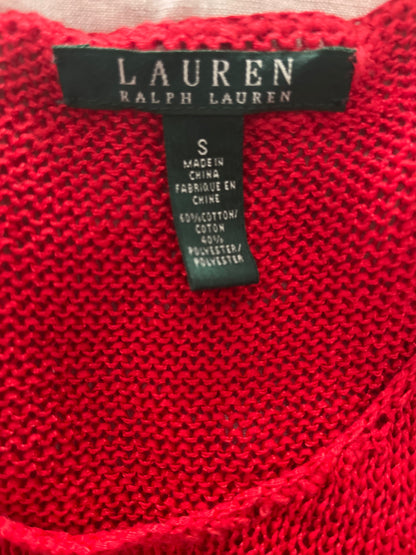 LAUREN
RALPH LAUREN
S
MADE IN
CHINA
FABRIQUE EN
CHINE
60%COTTON/
COTON
40%
POLYESTER/
POLYESTER